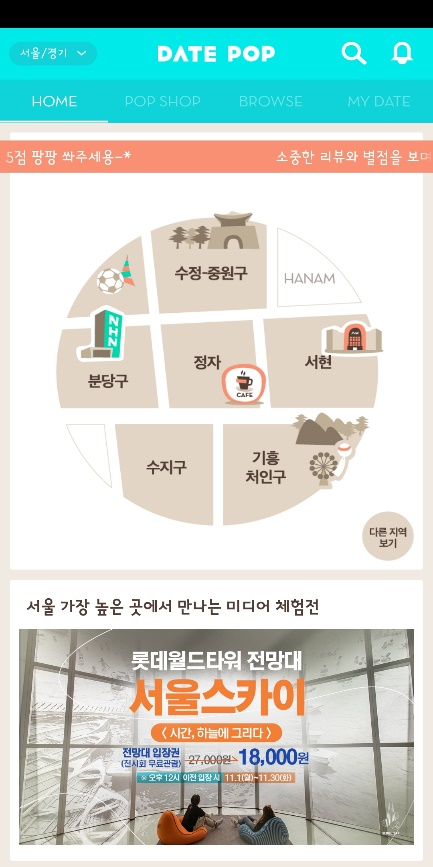 서울/경기
DATE POP
HOME
POP SHOP
BROWSE
MY DATE
5점 팡팡 쏴주세용~*
소중한 리뷰와 별점을 보며
수정-중원구
HANAM
NHN
분당구
정자
CAFE
서현
수지구
기흥
처인구
다른 지역
보기
서울 가장 높은 곳에서 만나는 미디어 체험전
롯데월드타워 전망대
서울스카이
< 시간, 하늘에 그리다 >
전망대 입장권
(전시회 무료관람)
27,000원 18,000원
※ 오후 12시 이전 입장 시 11.1(월)~11.30(화)